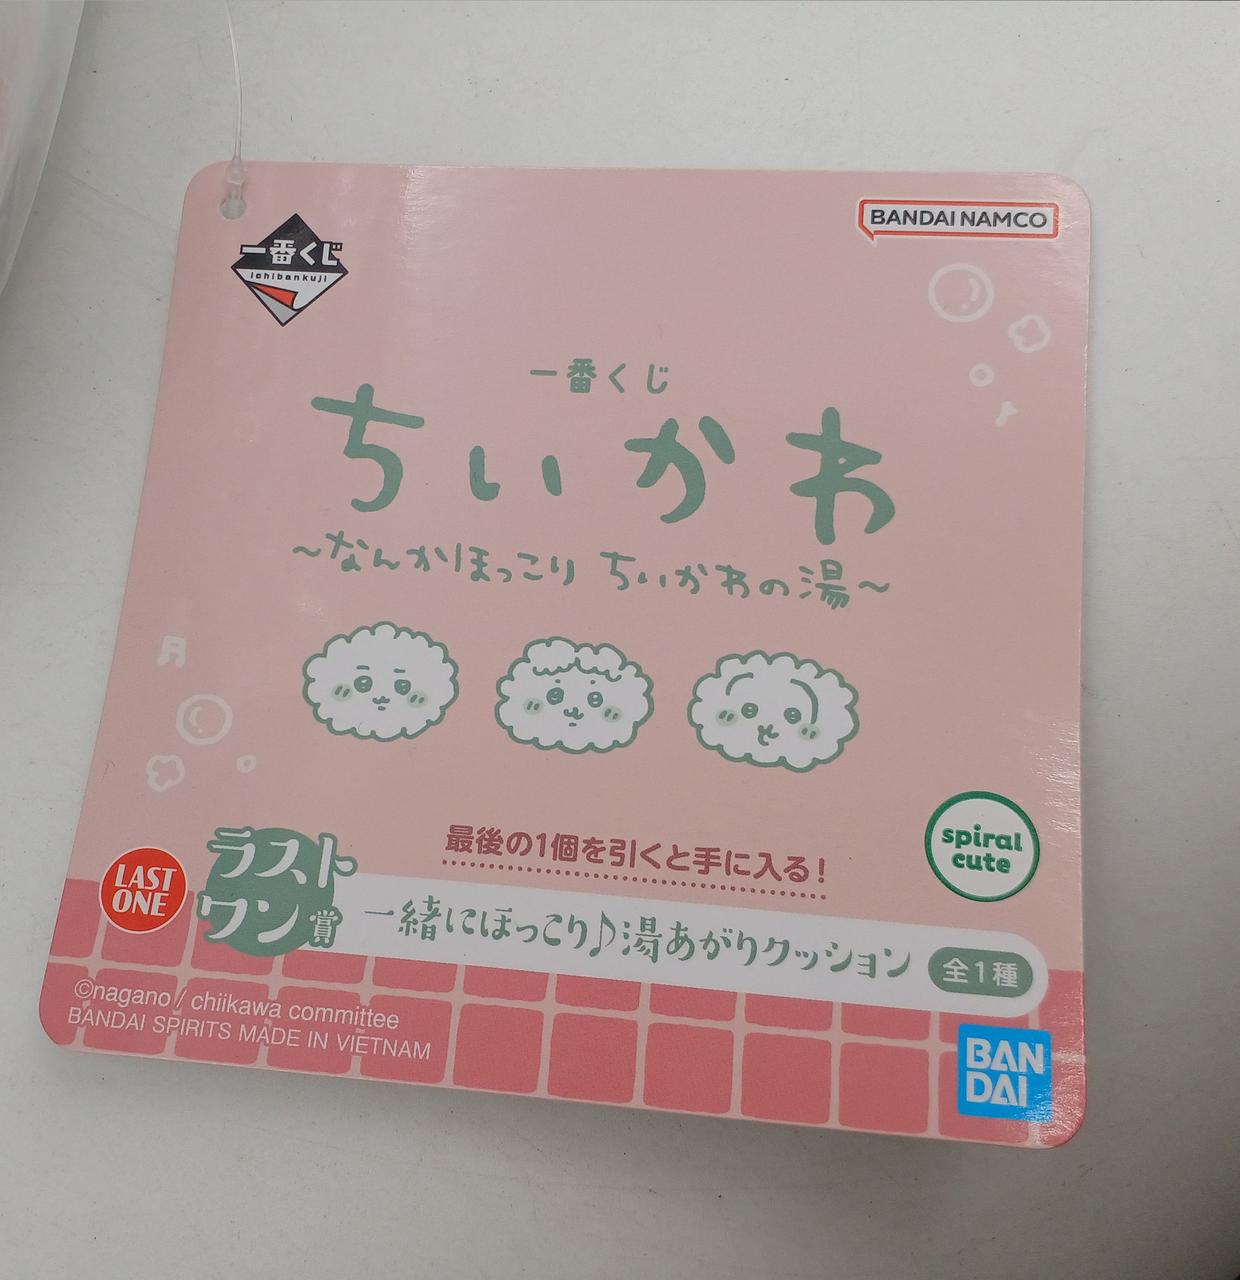 一番くじ
ichibankuji
BANDAI NAMCO
一番くじ
ちいかわ
~なんかほっこり ちいかわの湯~
最後の1個を引くと手に入る!
spiral
cute
LAST
ONE
ラスト
ワン賞
一緒にほっこり♪湯あがりクッション
全1種
©nagano / chiikawa committee
BANDAI SPIRITS MADE IN VIETNAM
BAN
DAI